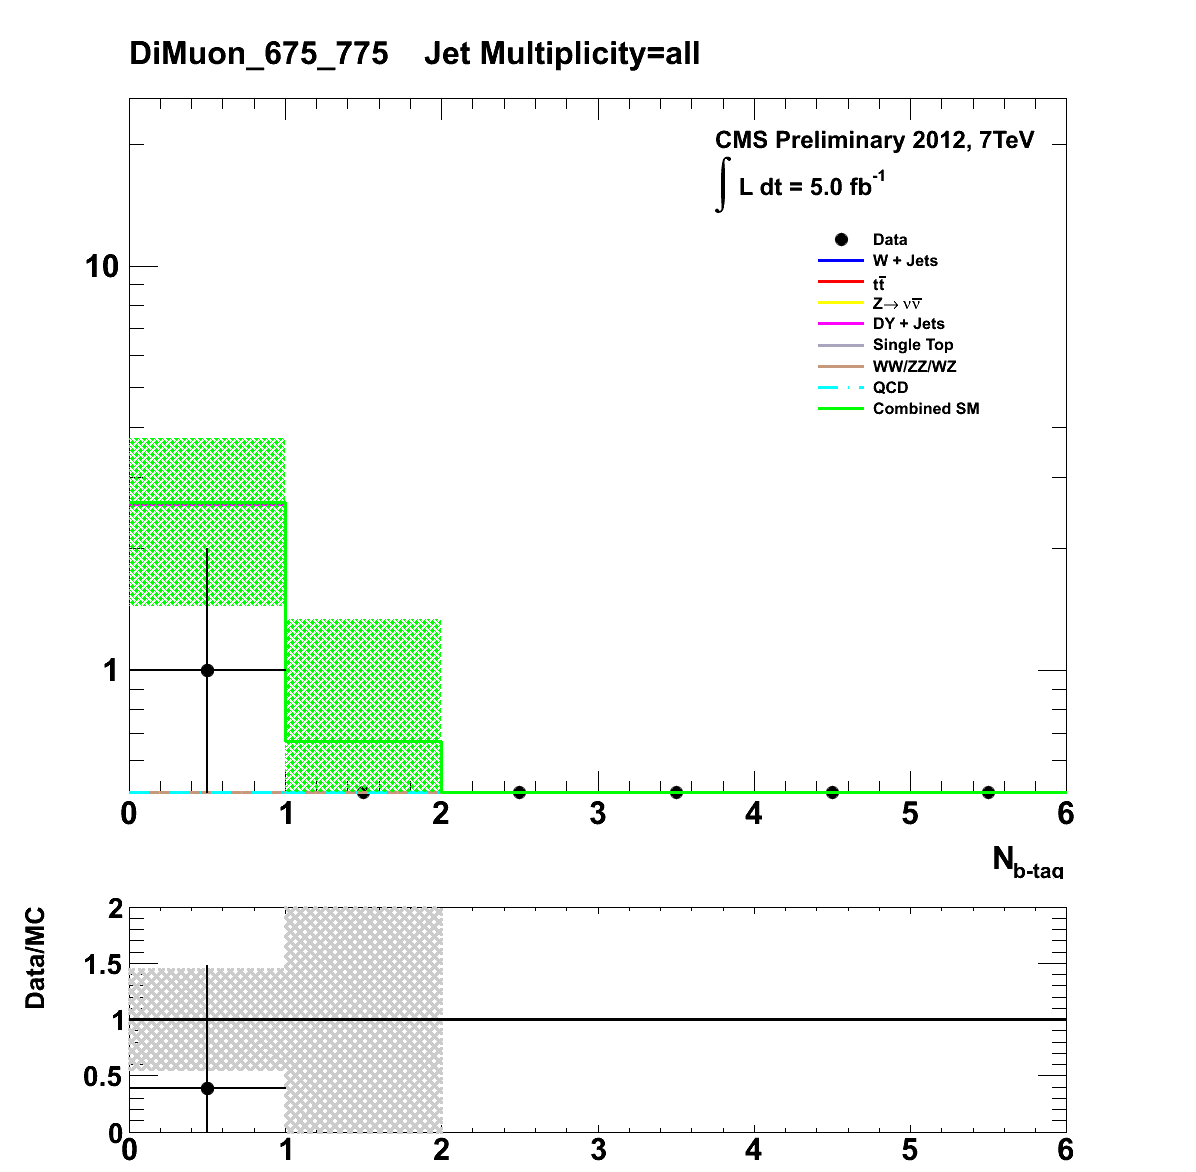 DiMuon_675_775 Jet Multiplicity=all
CMS Preliminary 2012, 7TeV
∫ L dt = 5.0 fb⁻¹
Data
W + Jets
tt̅
Z→ νν̅
DY + Jets
Single Top
WW/ZZ/WZ
QCD
Combined SM
10
1
0 1 2 3 4 5 6
N b-tag
Data/MC
2
1.5
1
0.5
0
0 1 2 3 4 5 6